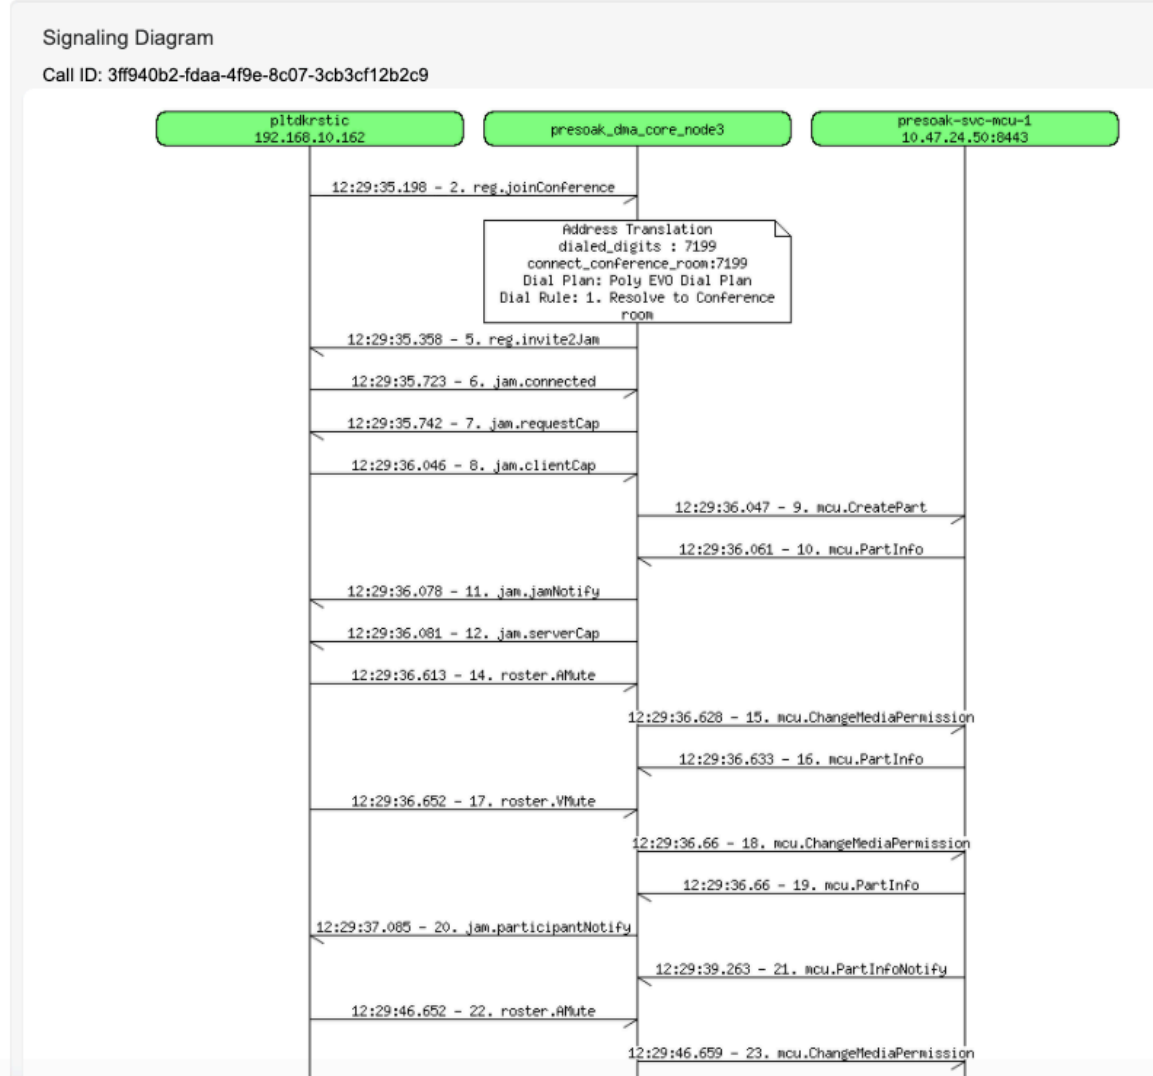 Signaling Diagram
Call ID: 3ff940b2-fdaa-4f9e-8c07-3cb3cf12b2c9
pltdkrstic
192.168.10.162
presoak_dma_core_node3
presoak-svc-mcu-1
10.47.24.50:8443
12:29:35.198 - 2. reg.joinConference
Address Translation
dialed_digits : 7199
connect_conference_room:7199
Dial Plan: Poly EVO Dial Plan
Dial Rule: 1. Resolve to Conference
room
12:29:35.358 - 5. reg.invite2Jam
12:29:35.723 - 6. jam.connected
12:29:35.742 - 7. jam.requestCap
12:29:36.046 - 8. jam.clientCap
12:29:36.047 - 9. mcu.CreatePart
12:29:36.061 - 10. mcu.PartInfo
12:29:36.078 - 11. jam.jamNotify
12:29:36.081 - 12. jam.serverCap
12:29:36.613 - 14. roster.AMute
12:29:36.628 - 15. mcu.ChangeMediaPermission
12:29:36.633 - 16. mcu.PartInfo
12:29:36.652 - 17. roster.VMute
12:29:36.66 - 18. mcu.ChangeMediaPermission
12:29:36.66 - 19. mcu.PartInfo
12:29:37.085 - 20. jam.participantNotify
12:29:39.263 - 21. mcu.PartInfoNotify
12:29:46.652 - 22. roster.AMute
12:29:46.659 - 23. mcu.ChangeMediaPermission